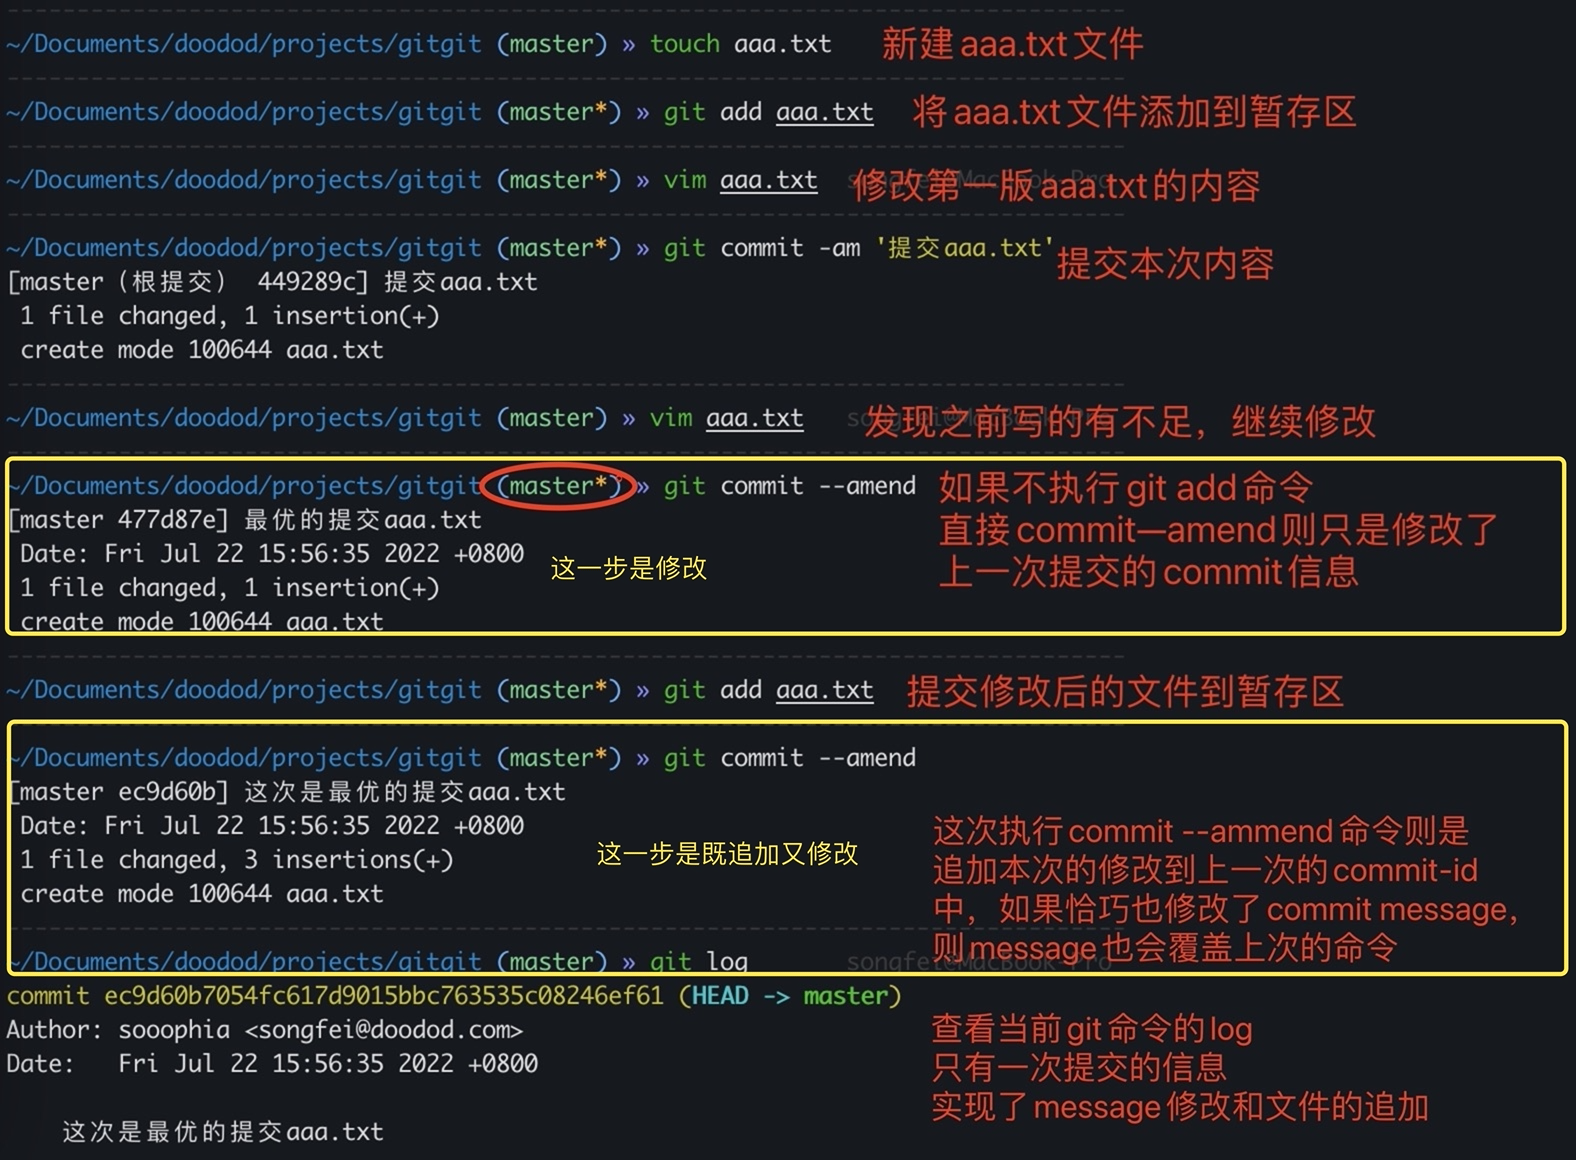 ~/Documents/doodod/projects/gitgit (master) » touch aaa.txt 新建aaa.txt文件
~/Documents/doodod/projects/gitgit (master*) » git add aaa.txt 将aaa.txt文件添加到暂存区
~/Documents/doodod/projects/gitgit (master*) » vim aaa.txt 修改第一版aaa.txt的内容
~/Documents/doodod/projects/gitgit (master*) » git commit -am '提交aaa.txt' 提交本次内容
[master (根提交) 449289c] 提交aaa.txt
1 file changed, 1 insertion(+)
create mode 100644 aaa.txt
~/Documents/doodod/projects/gitgit (master) » vim aaa.txt songfei@MacBook-Pro
发现之前写的有不足，继续修改
~/Documents/doodod/projects/gitgit (master*) » git commit --amend
[master 477d87e] 最优的提交aaa.txt
Date: Fri Jul 22 15:56:35 2022 +0800
1 file changed, 1 insertion(+)
create mode 100644 aaa.txt
这一步是修改
如果不执行git add命令
直接commit—amend则只是修改了
上一次提交的commit信息
~/Documents/doodod/projects/gitgit (master*) » git add aaa.txt 提交修改后的文件到暂存区
~/Documents/doodod/projects/gitgit (master*) » git commit --amend
[master ec9d60b] 这次是最优的提交aaa.txt
Date: Fri Jul 22 15:56:35 2022 +0800
1 file changed, 3 insertions(+)
create mode 100644 aaa.txt
这一步是既追加又修改
这次执行commit --ammend命令则是
追加本次的修改到上一次的commit-id
中，如果恰巧也修改了commit message，
则message也会覆盖上次的命令
~/Documents/doodod/projects/gitgit (master) » git log songfei@MacBook-Pro
commit ec9d60b7054fc617d9015bbc763535c08246ef61 (HEAD -> master)
Author: sooophia <songfei@doodod.com>
Date: Fri Jul 22 15:56:35 2022 +0800
这次是最优的提交aaa.txt
查看当前git命令的log
只有一次提交的信息
实现了message修改和文件的追加